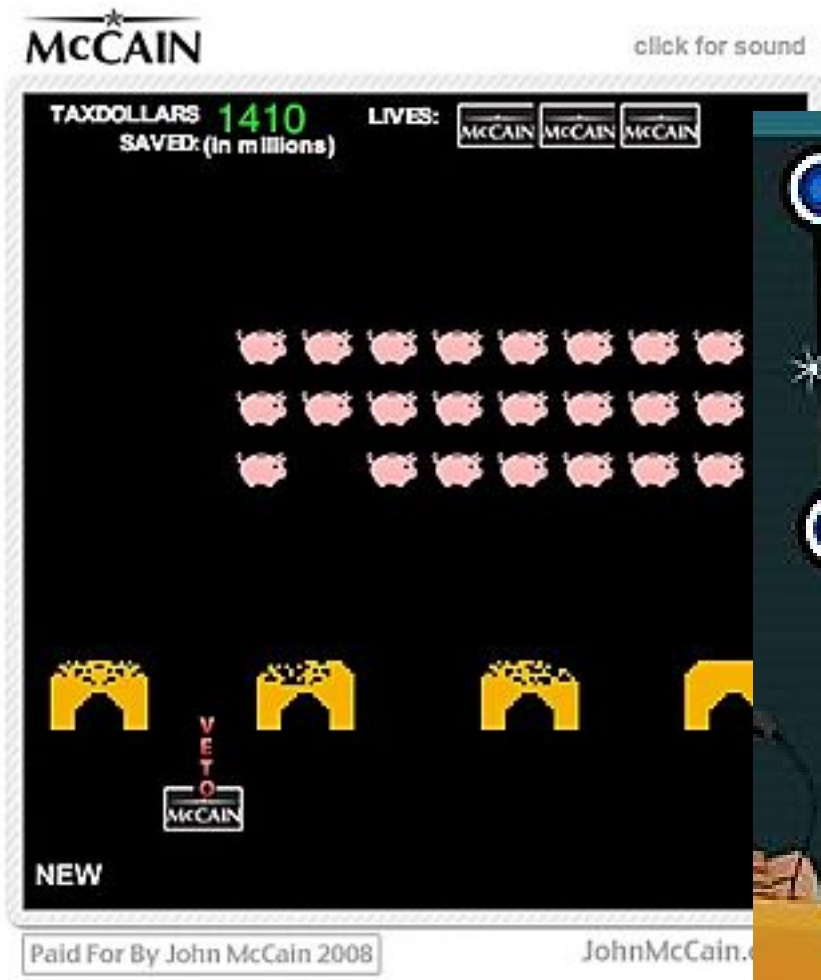 McCAIN
click for sound
TAXDOLLARS 1410 LIVES: McCAIN McCAIN McCAIN
SAVED: (in millions)
V
E
T
O
McCAIN
NEW
Paid For By John McCain 2008
JohnMcCain.